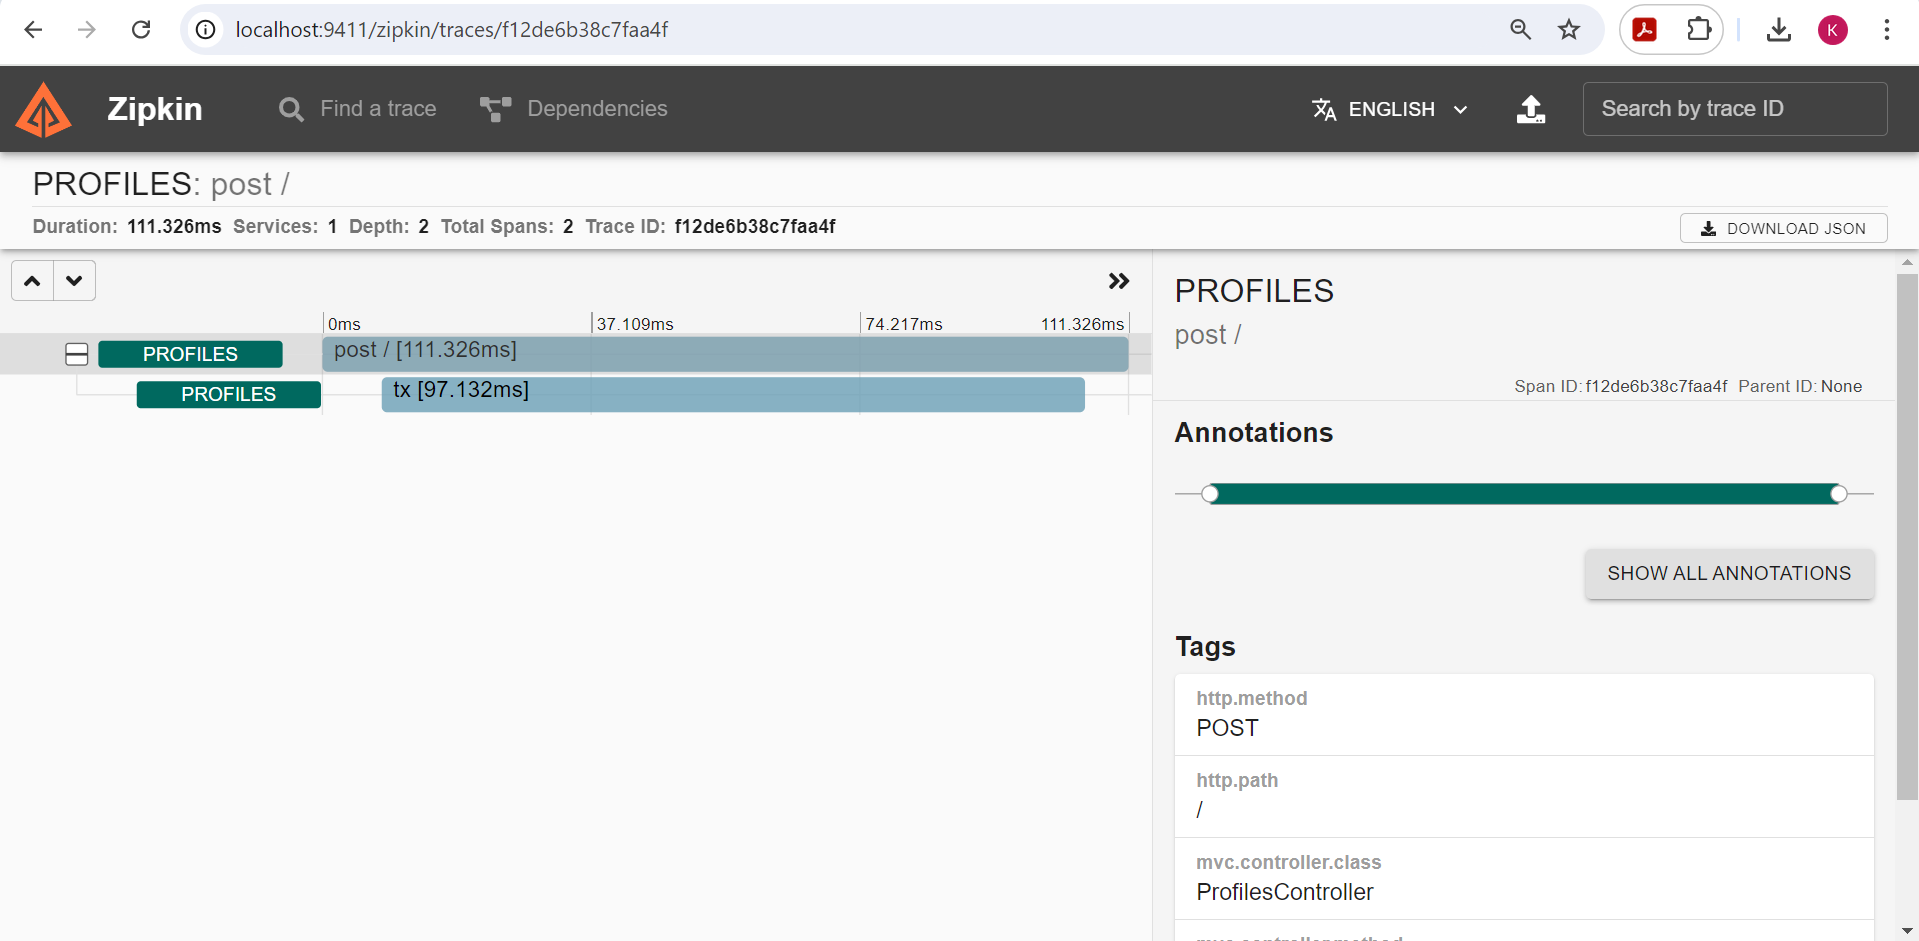 localhost:9411/zipkin/traces/f12de6b38c7faa4f
K
Zipkin
Find a trace
Dependencies
ENGLISH
Search by trace ID
PROFILES: post /
Duration: 111.326ms Services: 1 Depth: 2 Total Spans: 2 Trace ID: f12de6b38c7faa4f
DOWNLOAD JSON
0ms 37.109ms 74.217ms 111.326ms
PROFILES post / [111.326ms]
PROFILES tx [97.132ms]
PROFILES
post /
Span ID: f12de6b38c7faa4f Parent ID: None
Annotations
SHOW ALL ANNOTATIONS
Tags
http.method
POST
http.path
/
mvc.controller.class
ProfilesController